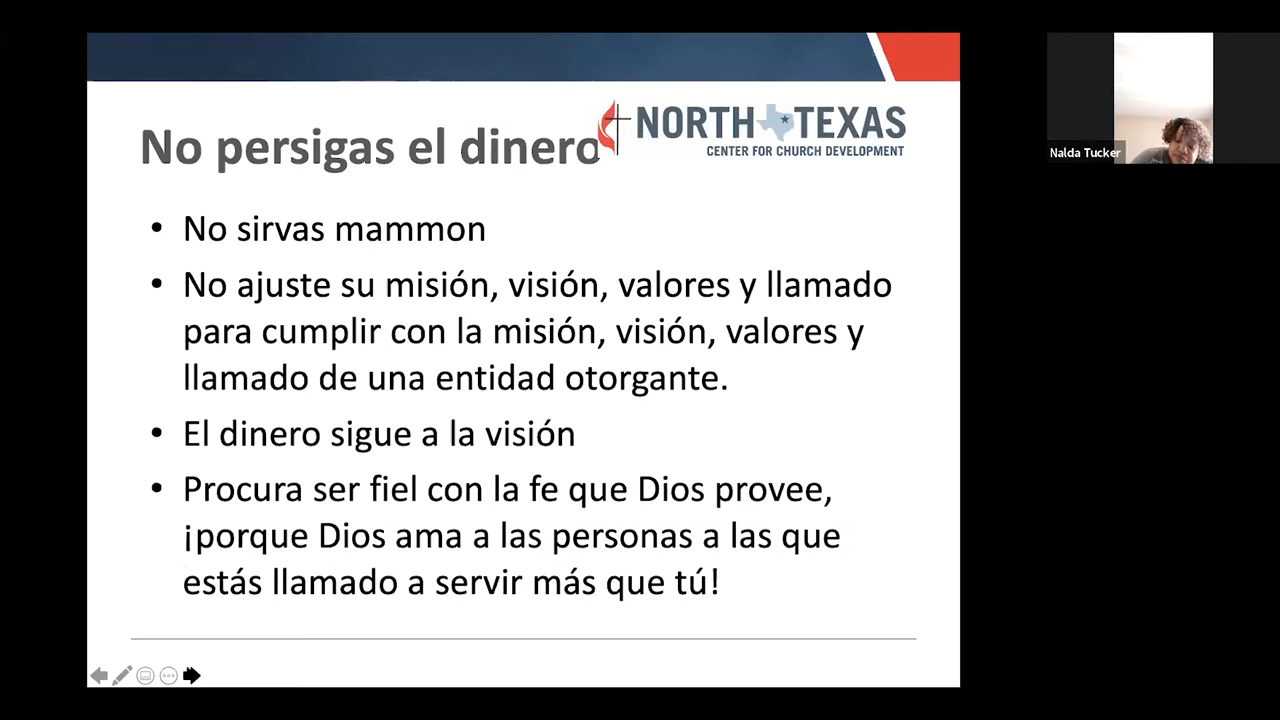 No persigas el dinero
NORTH TEXAS
CENTER FOR CHURCH DEVELOPMENT
Nalda Tucker
• No sirvas mammon
• No ajuste su misión, visión, valores y llamado
para cumplir con la misión, visión, valores y
llamado de una entidad otorgante.
• El dinero sigue a la visión
• Procura ser fiel con la fe que Dios provee,
¡porque Dios ama a las personas a las que
estás llamado a servir más que tú!